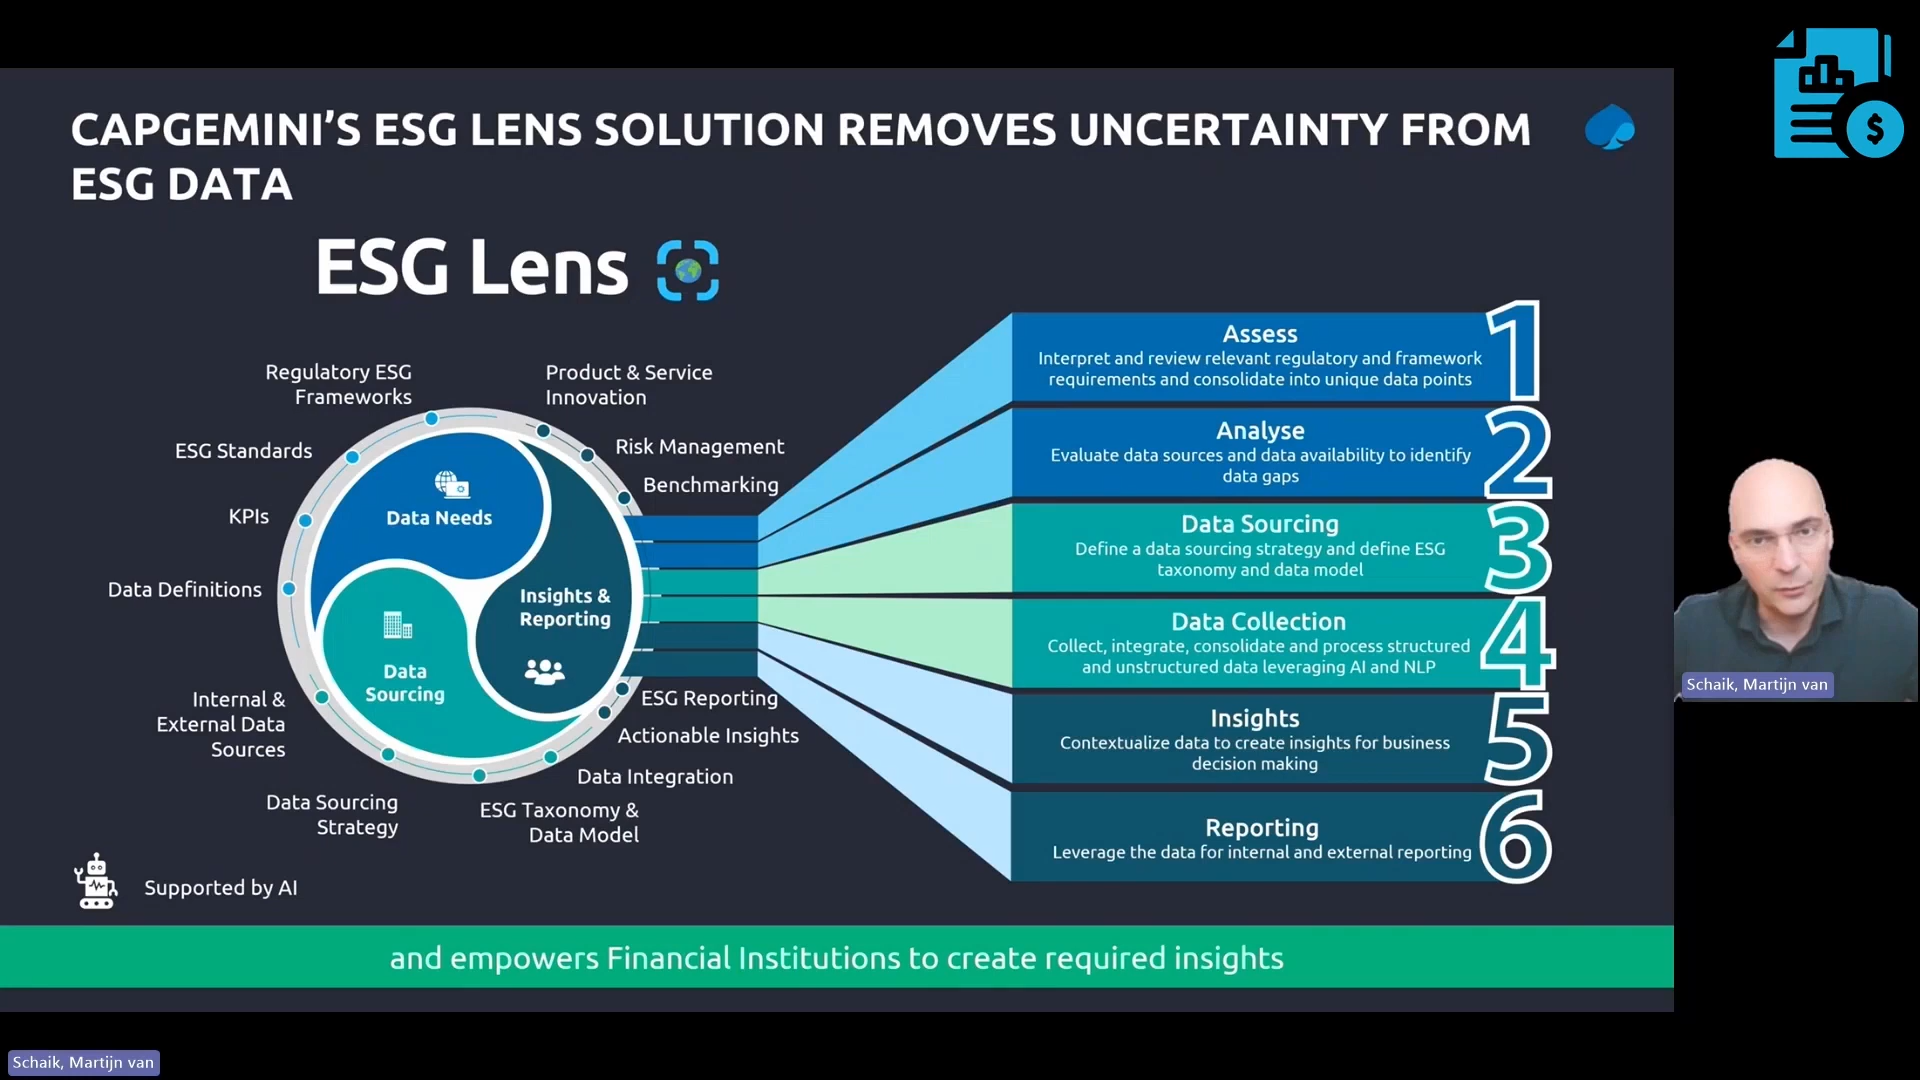 CAPGEMINI'S ESG LENS SOLUTION REMOVES UNCERTAINTY FROM
ESG DATA
ESG Lens
Regulatory ESG
Frameworks
ESG Standards
KPIs
Data Definitions
Internal &
External Data
Sources
Data Sourcing
Strategy
Product & Service
Innovation
Risk Management
Benchmarking
Data Needs
Insights &
Reporting
Data
Sourcing
ESG Reporting
Actionable Insights
Data Integration
ESG Taxonomy &
Data Model
Supported by AI
Assess
Interpret and review relevant regulatory and framework
requirements and consolidate into unique data points
1
Analyse
Evaluate data sources and data availability to identify
data gaps
2
Data Sourcing
Define a data sourcing strategy and define ESG
taxonomy and data model
3
Data Collection
Collect, integrate, consolidate and process structured
and unstructured data leveraging AI and NLP
4
Insights
Contextualize data to create insights for business
decision making
5
Reporting
Leverage the data for internal and external reporting
6
and empowers Financial Institutions to create required insights
$
Schaik, Martijn van
Schaik, Martijn van